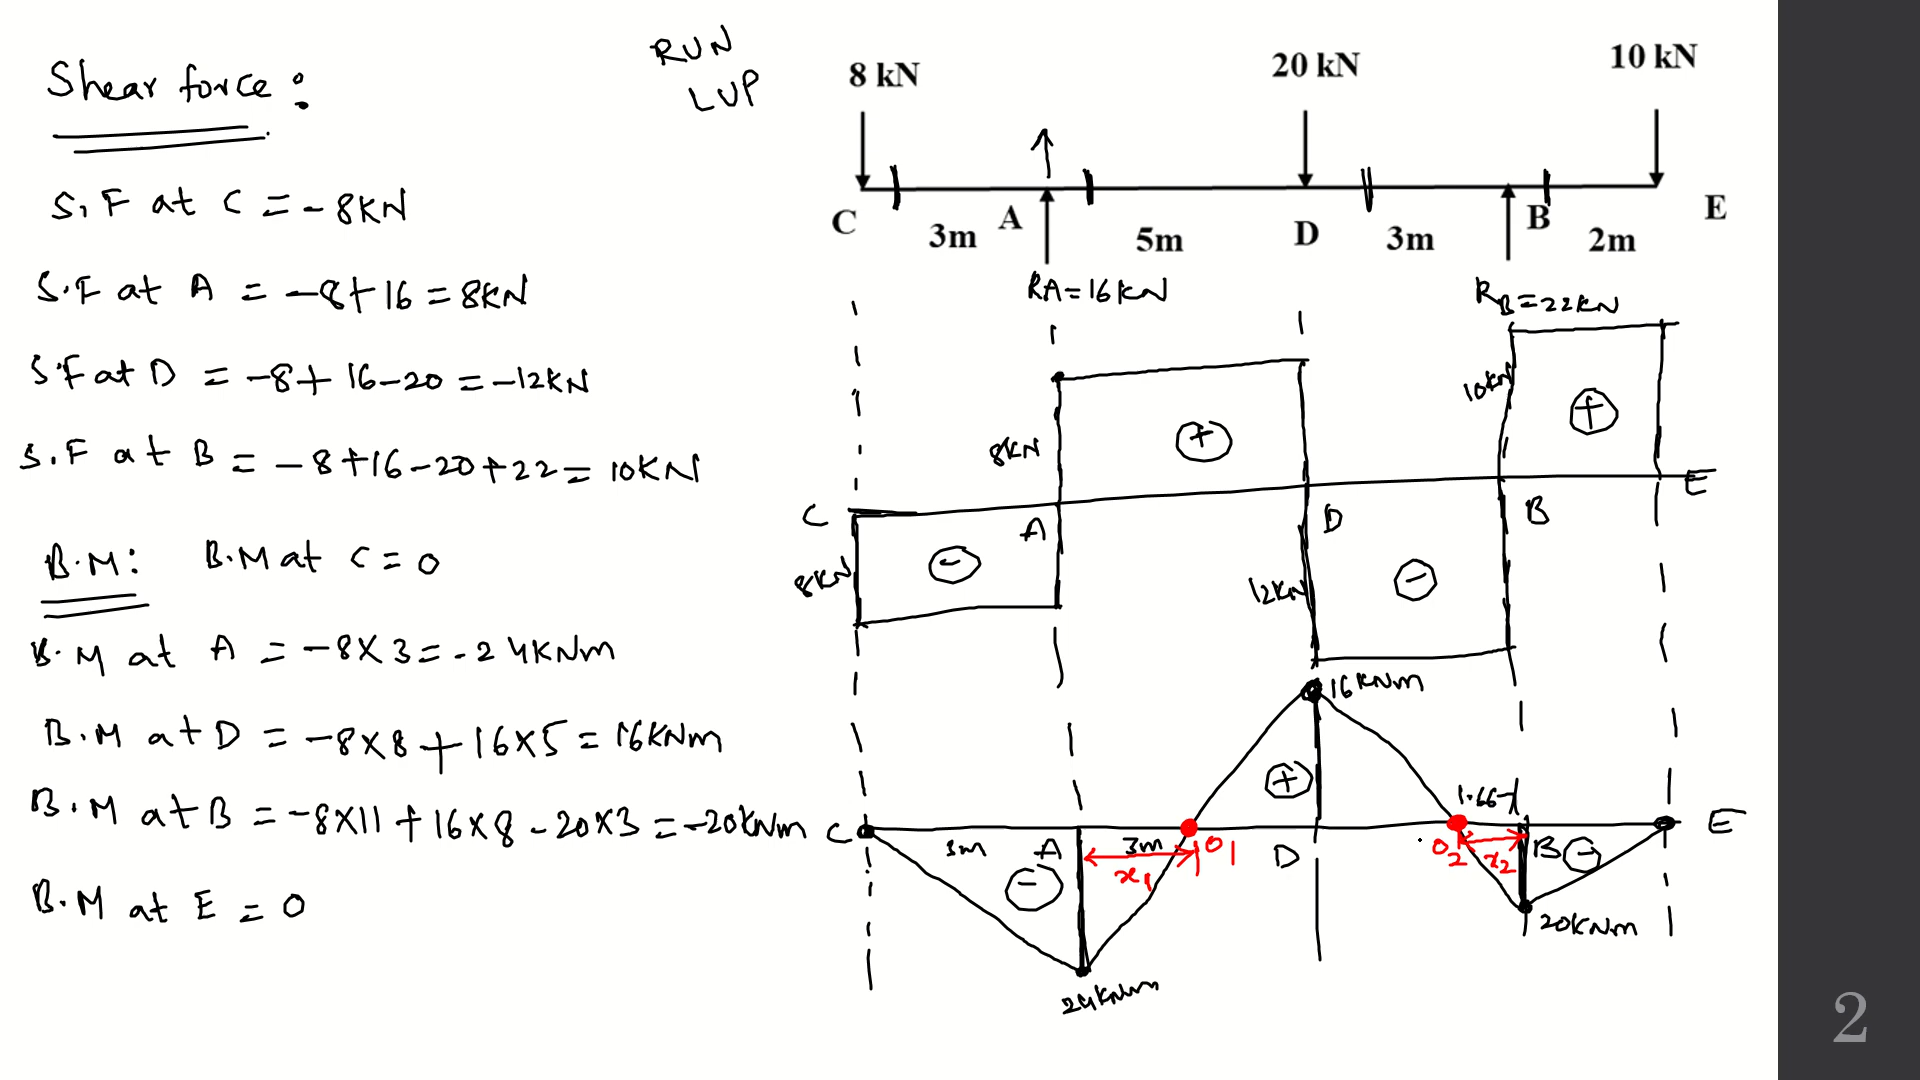 Shear force :
S.F at C = -8KN
S.F at A = -8+16 = 8KN
S.F at D = -8+ 16-20 = -12KN
S.F at B = -8+16-20+22= 10KN
B.M: B.M at C = 0
B.M at A = -8X3= -24KNm
B.M at D = -8X8 + 16X5= 16KNm
B.M at B = -8X11 + 16X8 - 20X3 = -20KNm
B.M at E = 0
RUN
LUP
8 kN 20 kN 10 kN
C 3m A 5m D 3m B 2m E
RA=16KN RB=22KN
8KN + 10KN +
C A D B E
8KN - 12KN -
16KNm
+ 1.667
C 3m A 3m O1 D O2 x2 B - E
- x1
20KNm
24KNm
2